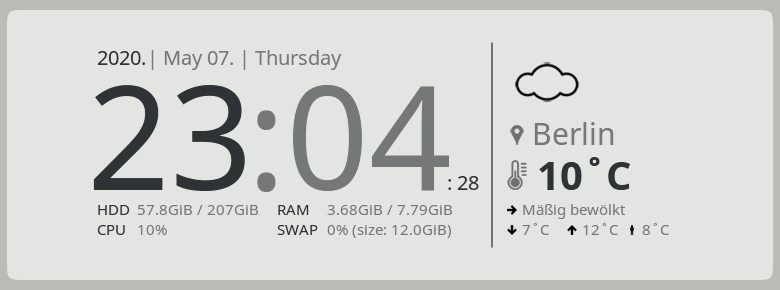 2020.| May 07. | Thursday
23:04: 28
HDD 57.8GiB / 207GiB RAM 3.68GiB / 7.79GiB
CPU 10% SWAP 0% (size: 12.0GiB)
Berlin
10˚C
Mäßig bewölkt
7˚C 12˚C 8˚C